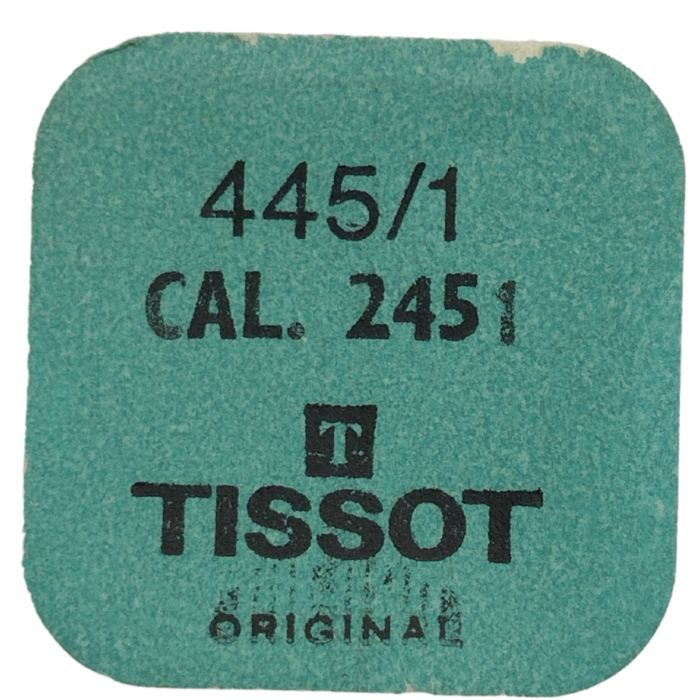 445/1
CAL. 2451
T
TISSOT
ORIGINAL